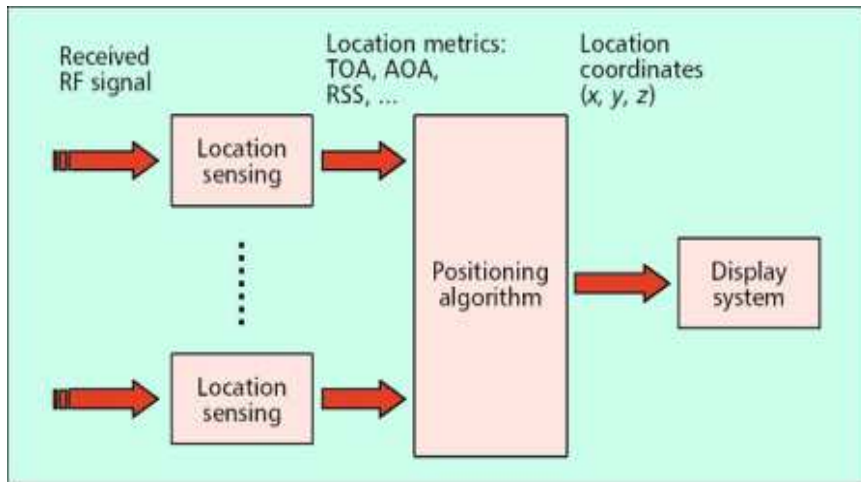 Received
RF signal
Location metrics:
TOA, AOA,
RSS, ...
Location
coordinates
(x, y, z)
Location
sensing
Positioning
algorithm
Display
system
Location
sensing